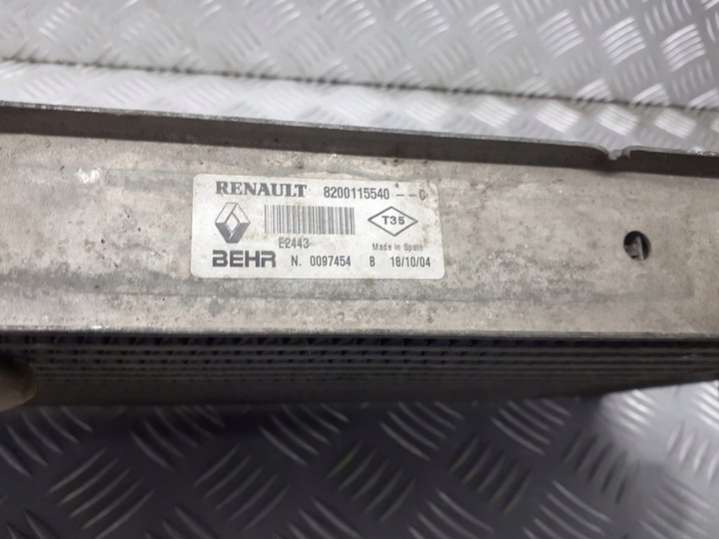 RENAULT 8200115540 --C
T35
E2443
Made in Spain
BEHR N. 0097454 B 18/10/04